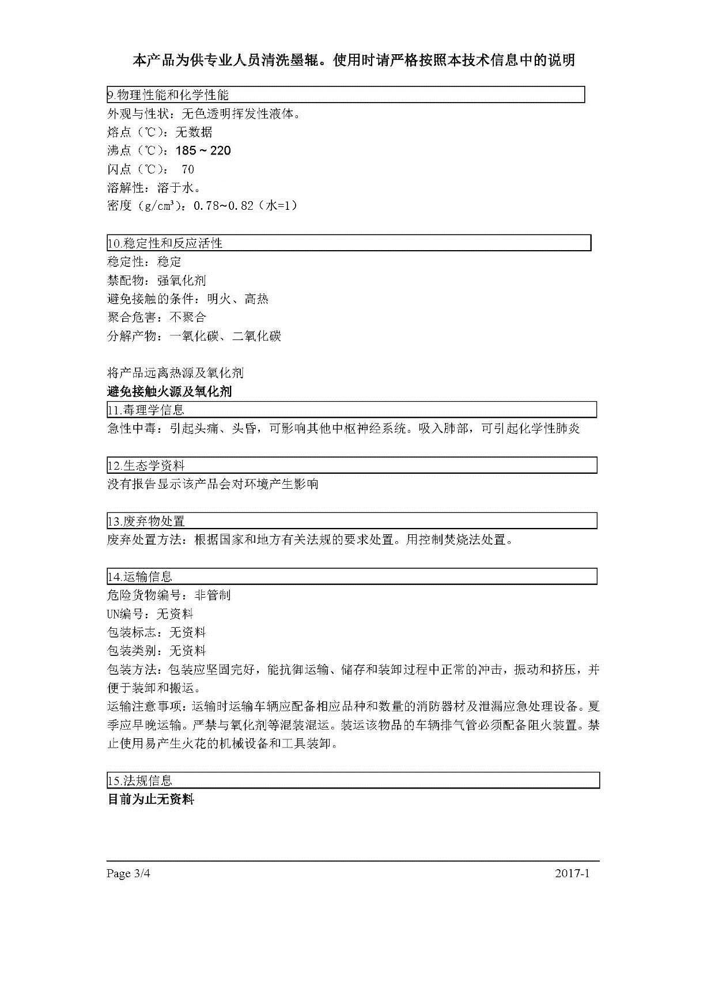 本产品为供专业人员清洗墨辊。使用时请严格按照本技术信息中的说明
9.物理性能和化学性能
外观与性状：无色透明挥发性液体。
熔点（℃）：无数据
沸点（℃）：185 ~ 220
闪点（℃）： 70
溶解性：溶于水。
密度（g/cm³）：0.78~0.82（水=1）
10.稳定性和反应活性
稳定性：稳定
禁配物：强氧化剂
避免接触的条件：明火、高热
聚合危害：不聚合
分解产物：一氧化碳、二氧化碳
将产品远离热源及氧化剂
避免接触火源及氧化剂
11.毒理学信息
急性中毒：引起头痛、头昏，可影响其他中枢神经系统。吸入肺部，可引起化学性肺炎
12.生态学资料
没有报告显示该产品会对环境产生影响
13.废弃物处置
废弃处置方法：根据国家和地方有关法规的要求处置。用控制焚烧法处置。
14.运输信息
危险货物编号：非管制
UN编号：无资料
包装标志：无资料
包装类别：无资料
包装方法：包装应坚固完好，能抗御运输、储存和装卸过程中正常的冲击，振动和挤压，并
便于装卸和搬运。
运输注意事项：运输时运输车辆应配备相应品种和数量的消防器材及泄漏应急处理设备。夏
季应早晚运输。严禁与氧化剂等混装混运。装运该物品的车辆排气管必须配备阻火装置。禁
止使用易产生火花的机械设备和工具装卸。
15.法规信息
目前为止无资料
Page 3/4 2017-1